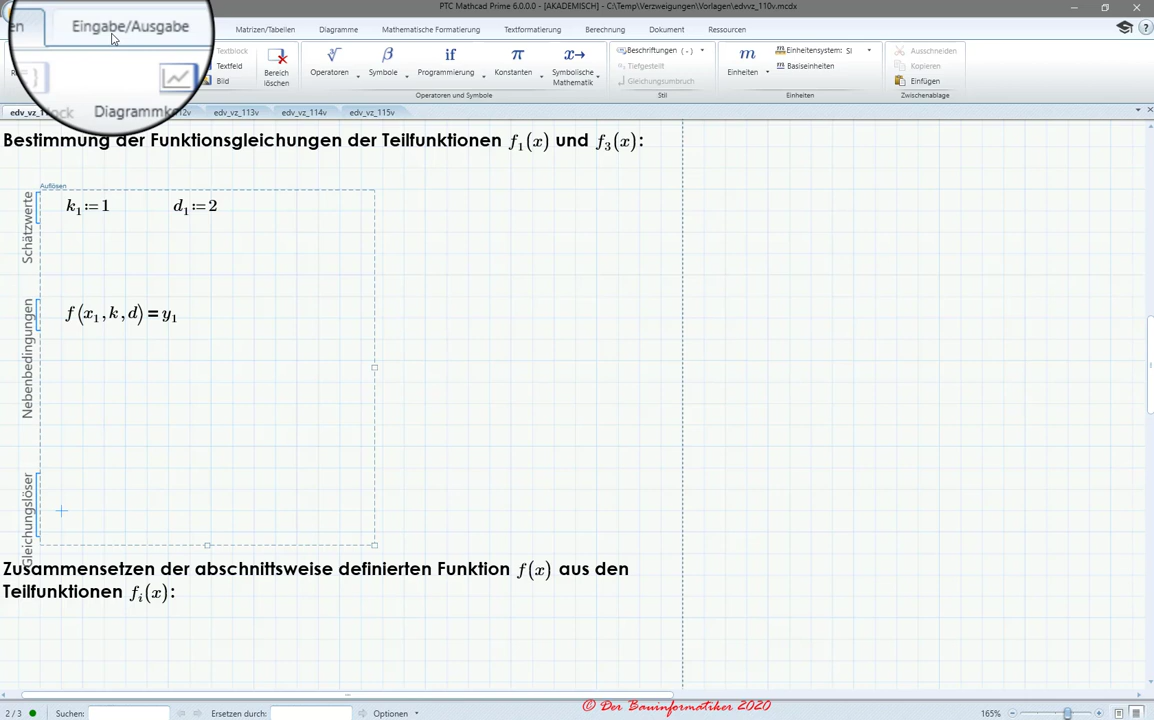 PTC Mathcad Prime 6.0.0.0 - [AKADEMISCH] - C:\Temp\Verzweigungen\Vorlagen\edvvz_110v.mcdx
en Eingabe/Ausgabe Matrizen/Tabellen Diagramme Mathematische Formatierung Textformatierung Berechnung Dokument Ressourcen
Textblock
Textfeld
Bild
Bereich löschen
Operatoren
Symbole
Programmierung
Konstanten
Symbolische Mathematik
Operatoren und Symbole
Beschriftungen ( - )
Tiefgestellt
Gleichungsumbruch
Stil
Einheiten
Einheitensystem: SI
Basiseinheiten
Einheiten
Ausschneiden
Kopieren
Einfügen
Zwischenablage
edv_vz_113v edv_vz_114v edv_vz_115v
Bestimmung der Funktionsgleichungen der Teilfunktionen f₁(x) und f₃(x):
Auflösen
Schätzwerte
k₁:=1 d₁:=2
Nebenbedingungen
f(x₁,k,d)=y₁
Gleichungslöser
Zusammensetzen der abschnittsweise definierten Funktion f(x) aus den
Teilfunktionen fᵢ(x):
2 / 3 Suchen: Ersetzen durch: Optionen 165%
© Der Bauinformatiker 2020